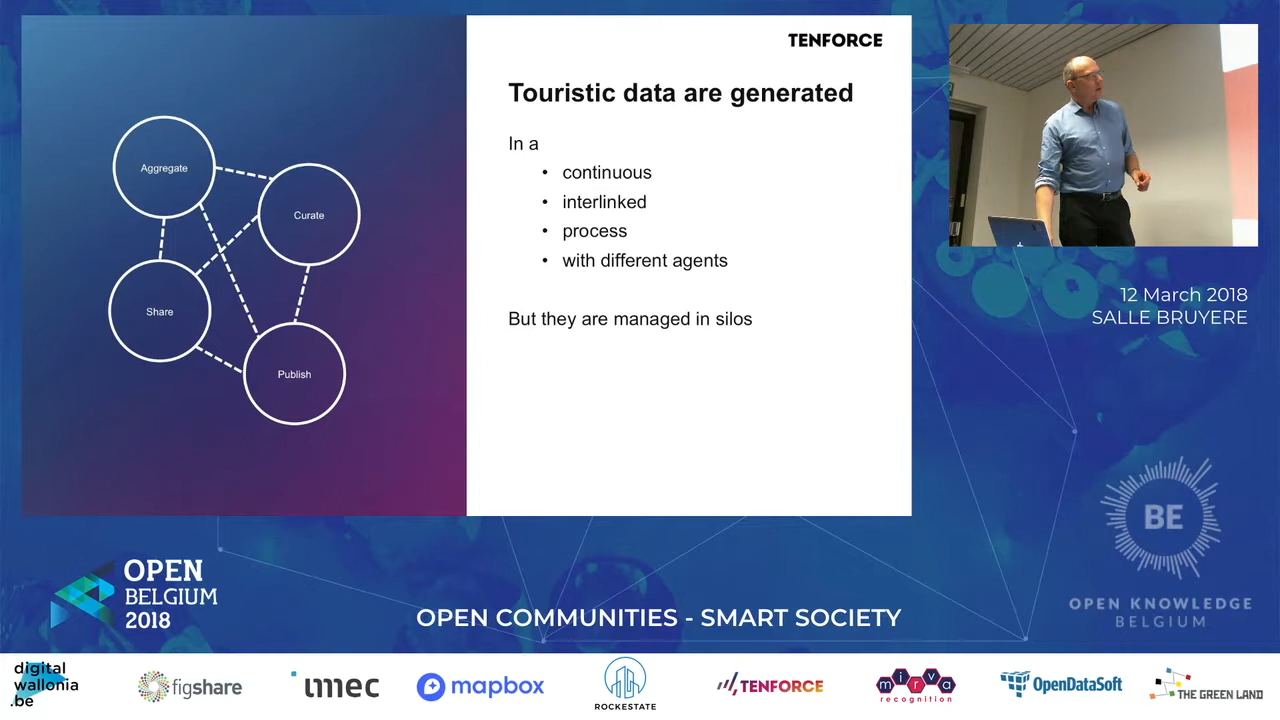 TENFORCE
Touristic data are generated
In a
• continuous
• interlinked
• process
• with different agents
But they are managed in silos
Aggregate
Curate
Share
Publish
12 March 2018
SALLE BRUYERE
BE
OPEN KNOWLEDGE
BELGIUM
OPEN
BELGIUM
2018
OPEN COMMUNITIES - SMART SOCIETY
digital
wallonia
.be
figshare
imec
mapbox
ROCKESTATE
TENFORCE
mirva
recognition
OpenDataSoft
THE GREEN LAND